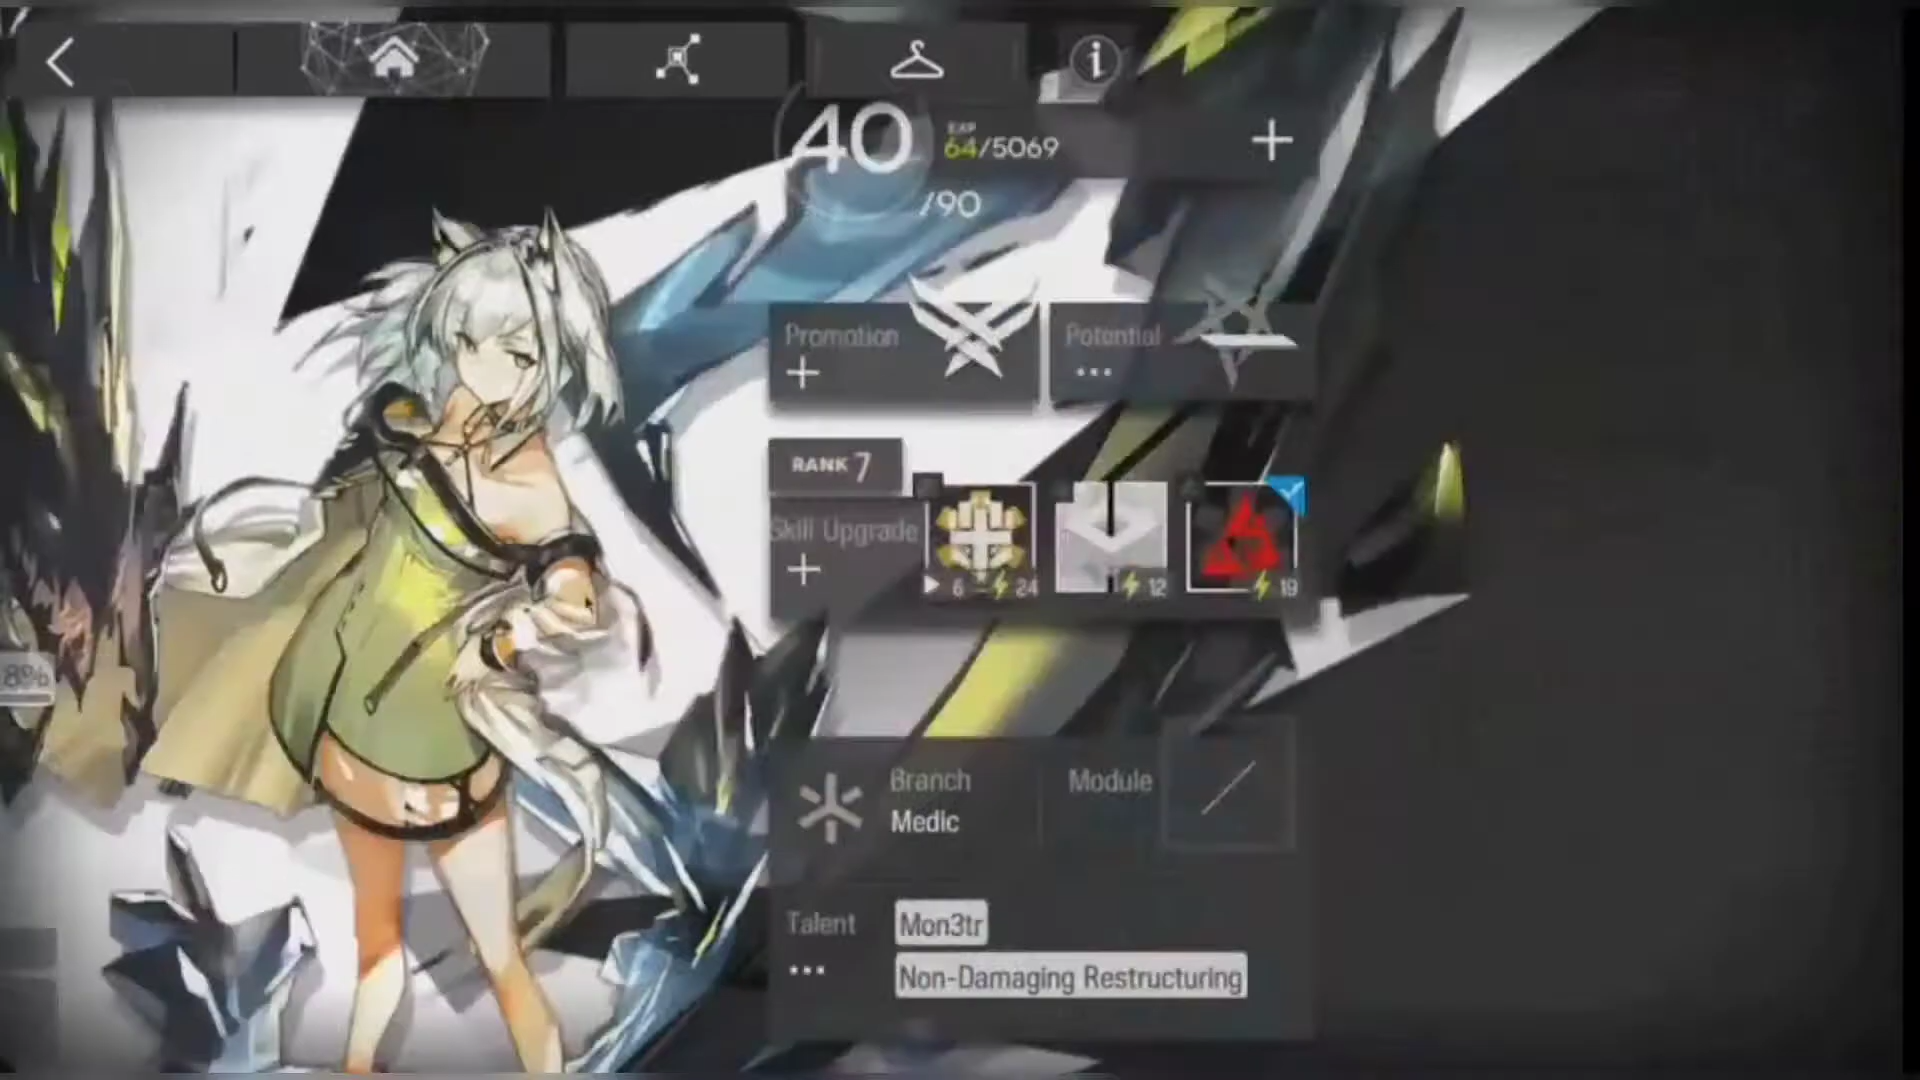 40
EXP
64/5069
/90
Promotion
Potential
RANK 7
Skill Upgrade
6
24
12
19
8%
Branch
Module
Medic
Talent
Mon3tr
Non-Damaging Restructuring